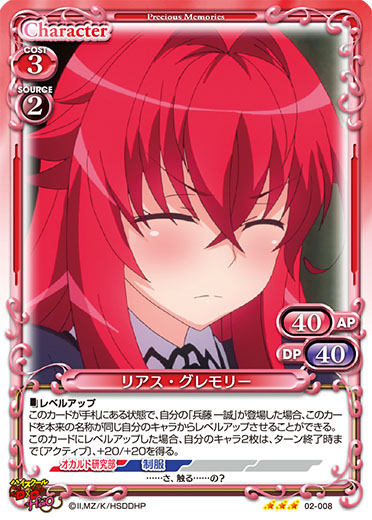 Precious Memories
Character
COST
3
SOURCE
2
40 AP
DP 40
リアス・グレモリー
■レベルアップ
このカードが手札にある状態で、自分の「兵藤 一誠」が登場した場合、このカー
ドを本来の名称が同じ自分のキャラからレベルアップさせることができる。
このカードにレベルアップした場合、自分のキャラ2枚は、ターン終了時ま
で［アクティブ］、+20/+20を得る。
オカルト研究部 制服
……さ、触る……の?
ハイスクール
D×D
HERO
©I.I,MZ/K/HSDDHP
★★★ 02-008